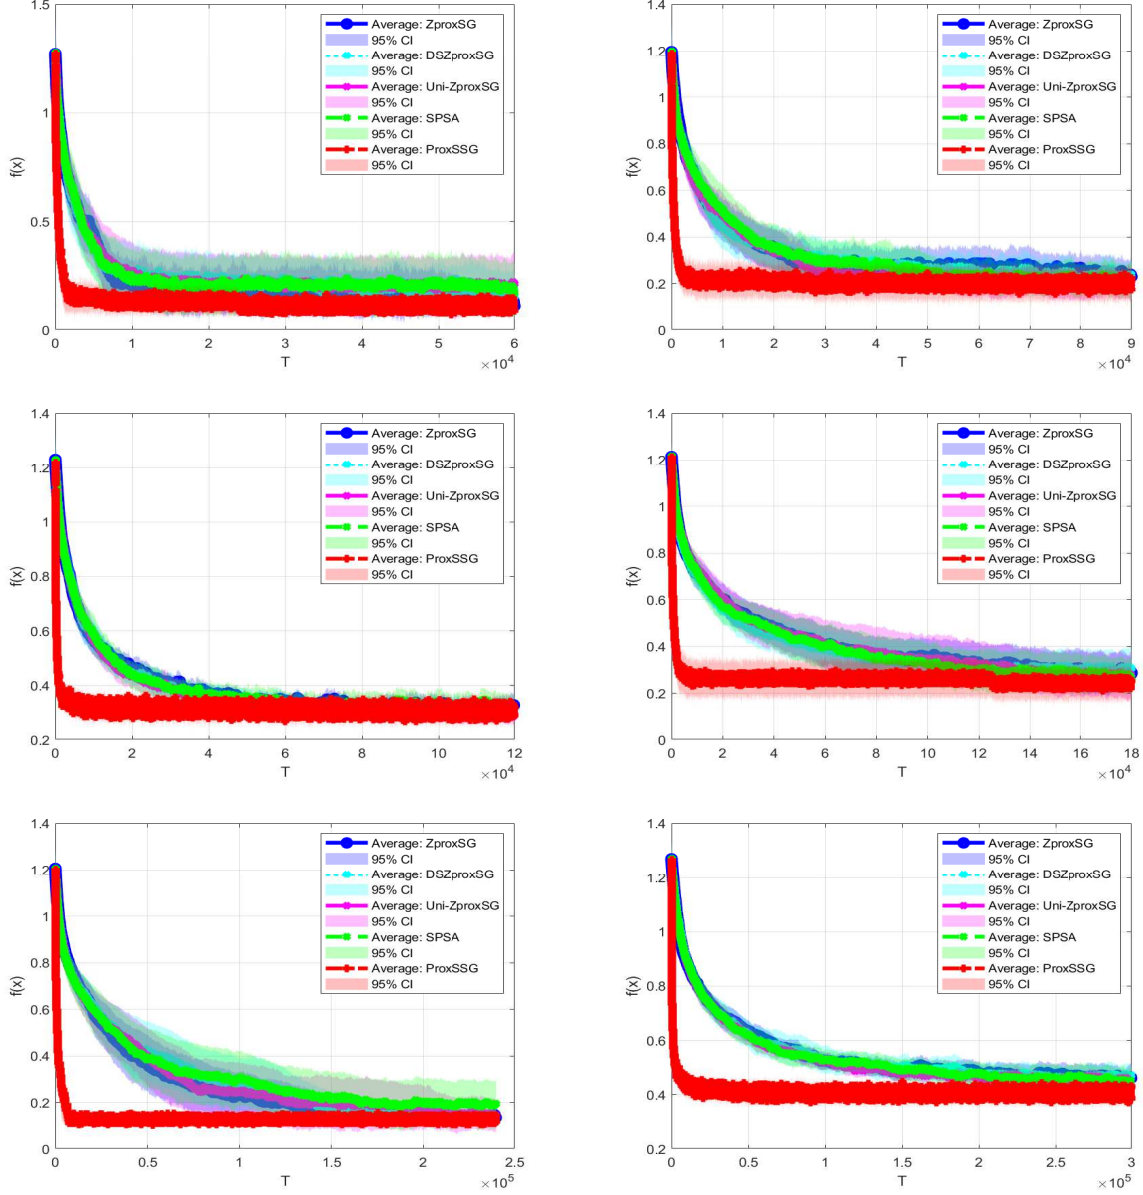 1.5
1
0.5
0
f(x)
Average: ZproxSG
95% CI
Average: DSZproxSG
95% CI
Average: Uni-ZproxSG
95% CI
Average: SPSA
95% CI
Average: ProxSSG
95% CI
0 1 2 3 4 5 6
T
×10^4
1.4
1.2
1
0.8
0.6
0.4
0.2
0
f(x)
Average: ZproxSG
95% CI
Average: DSZproxSG
95% CI
Average: Uni-ZproxSG
95% CI
Average: SPSA
95% CI
Average: ProxSSG
95% CI
0 1 2 3 4 5 6 7 8 9
T
×10^4
1.4
1.2
1
0.8
0.6
0.4
0.2
f(x)
Average: ZproxSG
95% CI
Average: DSZproxSG
95% CI
Average: Uni-ZproxSG
95% CI
Average: SPSA
95% CI
Average: ProxSSG
95% CI
0 2 4 6 8 10 12
T
×10^4
1.4
1.2
1
0.8
0.6
0.4
0.2
0
f(x)
Average: ZproxSG
95% CI
Average: DSZproxSG
95% CI
Average: Uni-ZproxSG
95% CI
Average: SPSA
95% CI
Average: ProxSSG
95% CI
0 2 4 6 8 10 12 14 16 18
T
×10^4
1.4
1.2
1
0.8
0.6
0.4
0.2
0
f(x)
Average: ZproxSG
95% CI
Average: DSZproxSG
95% CI
Average: Uni-ZproxSG
95% CI
Average: SPSA
95% CI
Average: ProxSSG
95% CI
0 0.5 1 1.5 2 2.5
T
×10^5
1.4
1.2
1
0.8
0.6
0.4
0.2
f(x)
Average: ZproxSG
95% CI
Average: DSZproxSG
95% CI
Average: Uni-ZproxSG
95% CI
Average: SPSA
95% CI
Average: ProxSSG
95% CI
0 0.5 1 1.5 2 2.5 3
T
×10^5